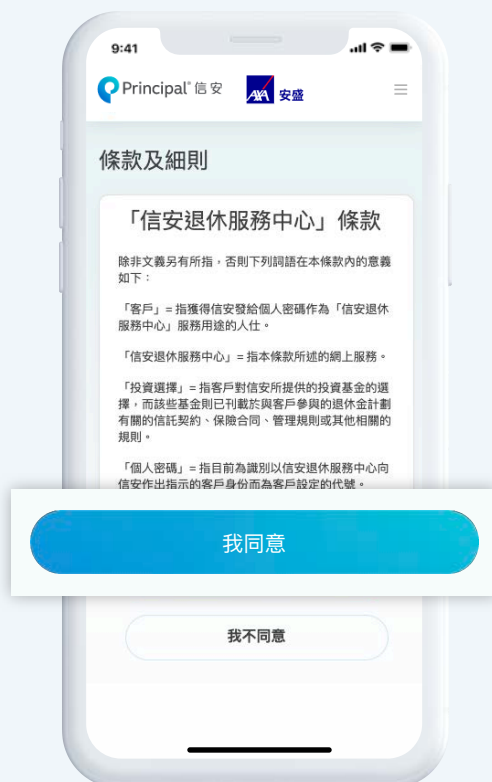 9:41
Principal® 信安 AXA 安盛
條款及細則
「信安退休服務中心」條款
除非文義另有所指，否則下列詞語在本條款內的意義
如下：
「客戶」= 指獲得信安發給個人密碼作為「信安退休
服務中心」服務用途的人仕。
「信安退休服務中心」= 指本條款所述的網上服務。
「投資選擇」= 指客戶對信安所提供的投資基金的選
擇，而該些基金則已刊載於與客戶參與的退休金計劃
有關的信託契約、保險合同、管理規則或其他相關的
規則。
「個人密碼」= 指目前為識別以信安退休服務中心向
信安作出指示的客戶身份而為客戶設定的代號。
我同意
我不同意